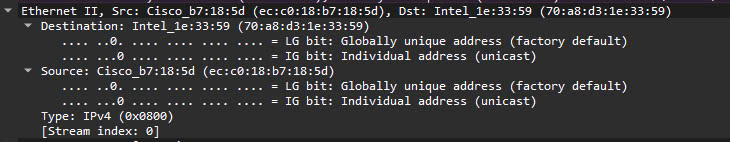 Ethernet II, Src: Cisco_b7:18:5d (ec:c0:18:b7:18:5d), Dst: Intel_1e:33:59 (70:a8:d3:1e:33:59)
Destination: Intel_1e:33:59 (70:a8:d3:1e:33:59)
.... ..0. .... .... .... .... = LG bit: Globally unique address (factory default)
.... ...0 .... .... .... .... = IG bit: Individual address (unicast)
Source: Cisco_b7:18:5d (ec:c0:18:b7:18:5d)
.... ..0. .... .... .... .... = LG bit: Globally unique address (factory default)
.... ...0 .... .... .... .... = IG bit: Individual address (unicast)
Type: IPv4 (0x0800)
[Stream index: 0]